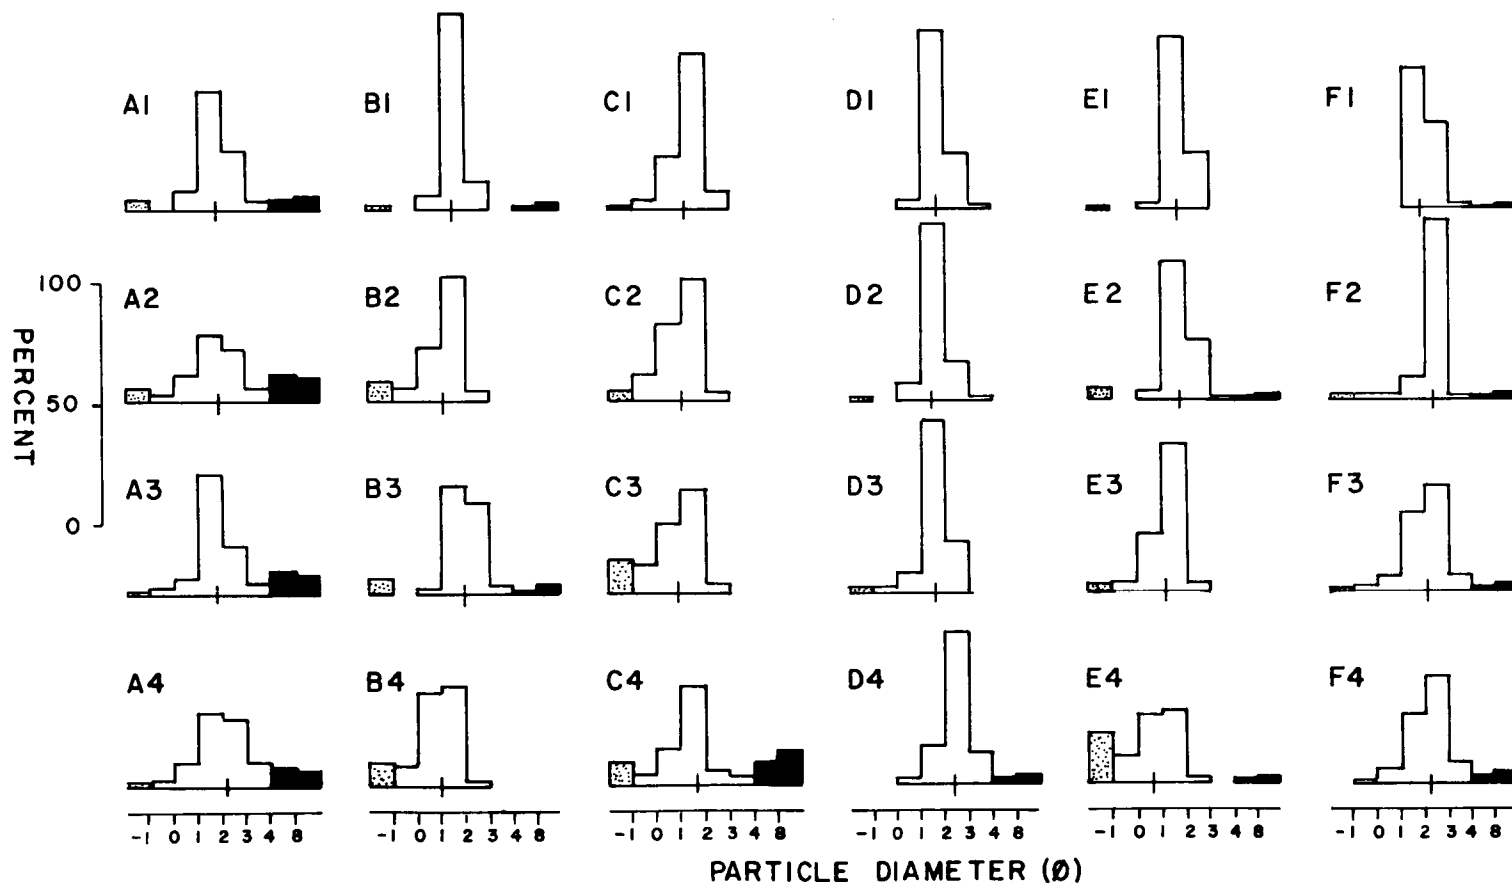 A1 B1 C1 D1 E1 F1
100 A2 B2 C2 D2 E2 F2
PERCENT
50
A3 B3 C3 D3 E3 F3
0
A4 B4 C4 D4 E4 F4
-1 0 1 2 3 4 8 -1 0 1 2 3 4 8 -1 0 1 2 3 4 8 -1 0 1 2 3 4 8 -1 0 1 2 3 4 8 -1 0 1 2 3 4 8
PARTICLE DIAMETER (Ø)